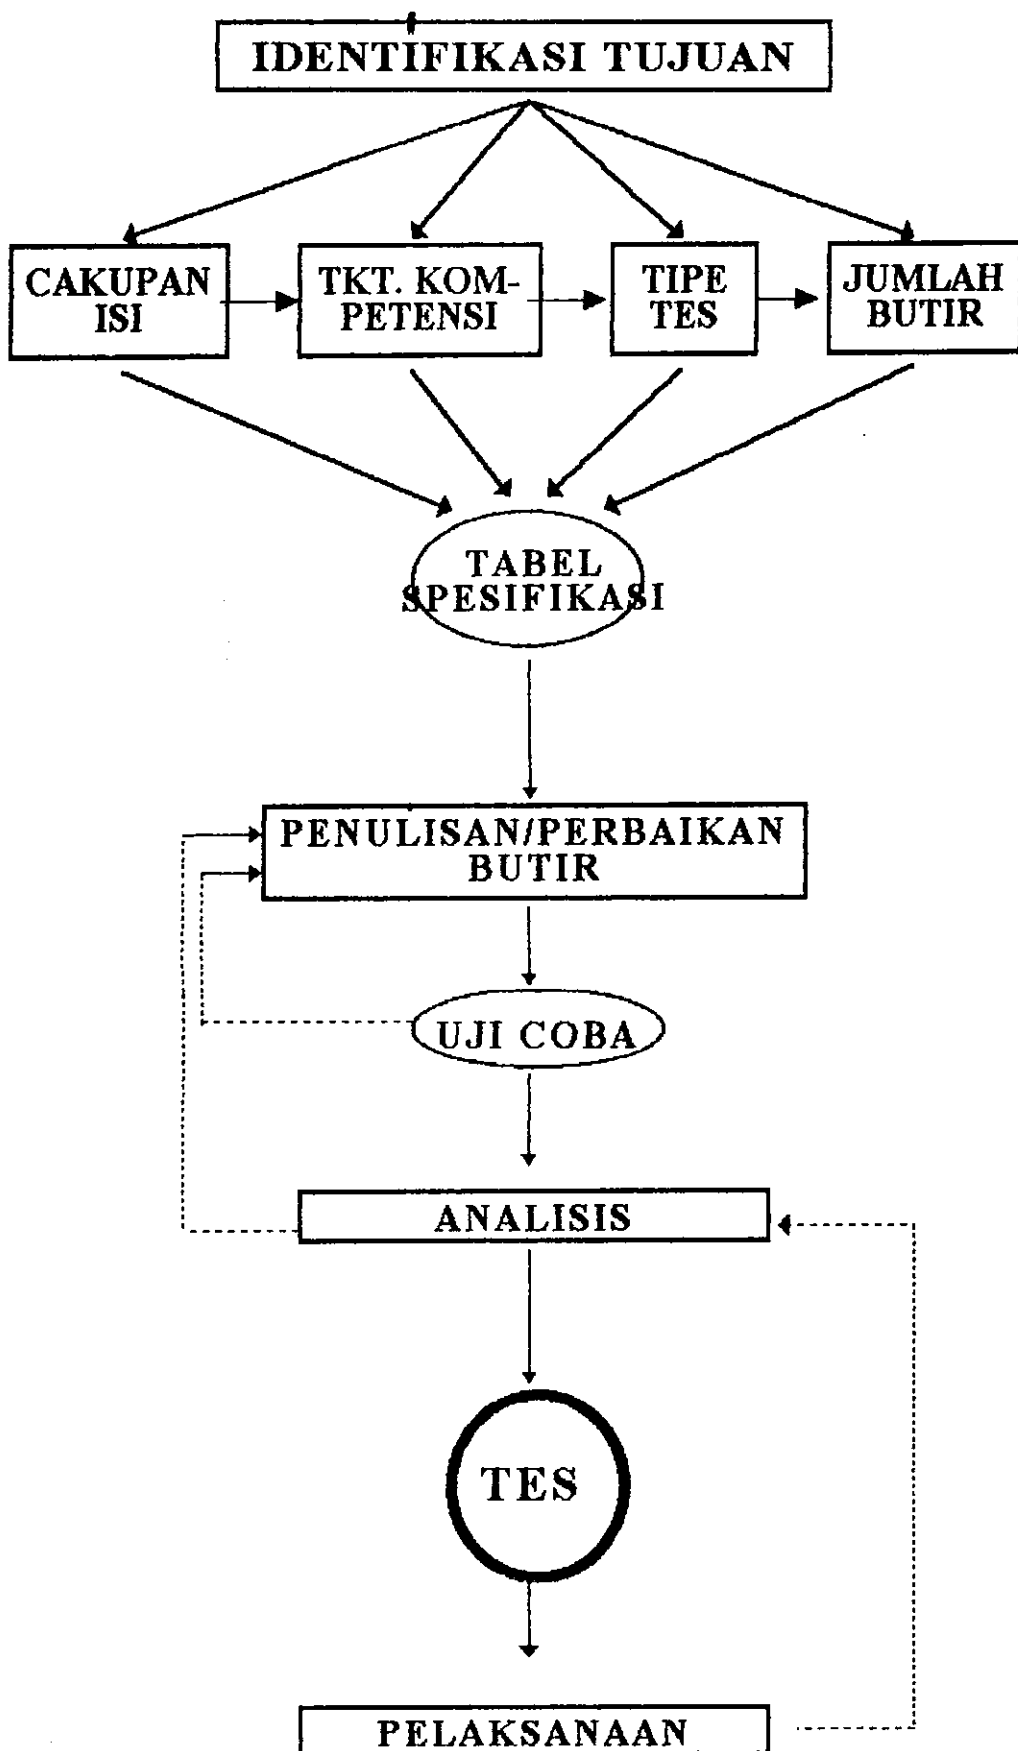 IDENTIFIKASI TUJUAN
CAKUPAN
ISI
TKT. KOM-
PETENSI
TIPE
TES
JUMLAH
BUTIR
TABEL
SPESIFIKASI
PENULISAN/PERBAIKAN
BUTIR
UJI COBA
ANALISIS
TES
PELAKSANAAN